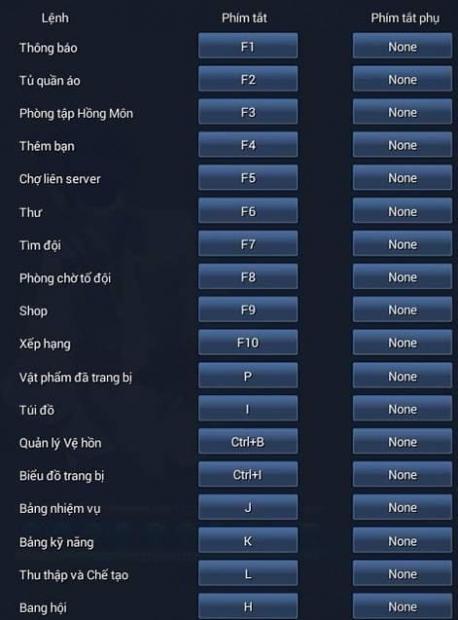 Lệnh Phím tắt Phím tắt phụ
Thông báo F1 None
Tủ quần áo F2 None
Phòng tập Hồng Môn F3 None
Thêm bạn F4 None
Chợ liên server F5 None
Thư F6 None
Tìm đội F7 None
Phòng chờ tổ đội F8 None
Shop F9 None
Xếp hạng F10 None
Vật phẩm đã trang bị P None
Túi đồ I None
Quản lý Vệ hồn Ctrl+B None
Biểu đồ trang bị Ctrl+I None
Bảng nhiệm vụ J None
Bảng kỹ năng K None
Thu thập và Chế tạo L None
Bang hội H None